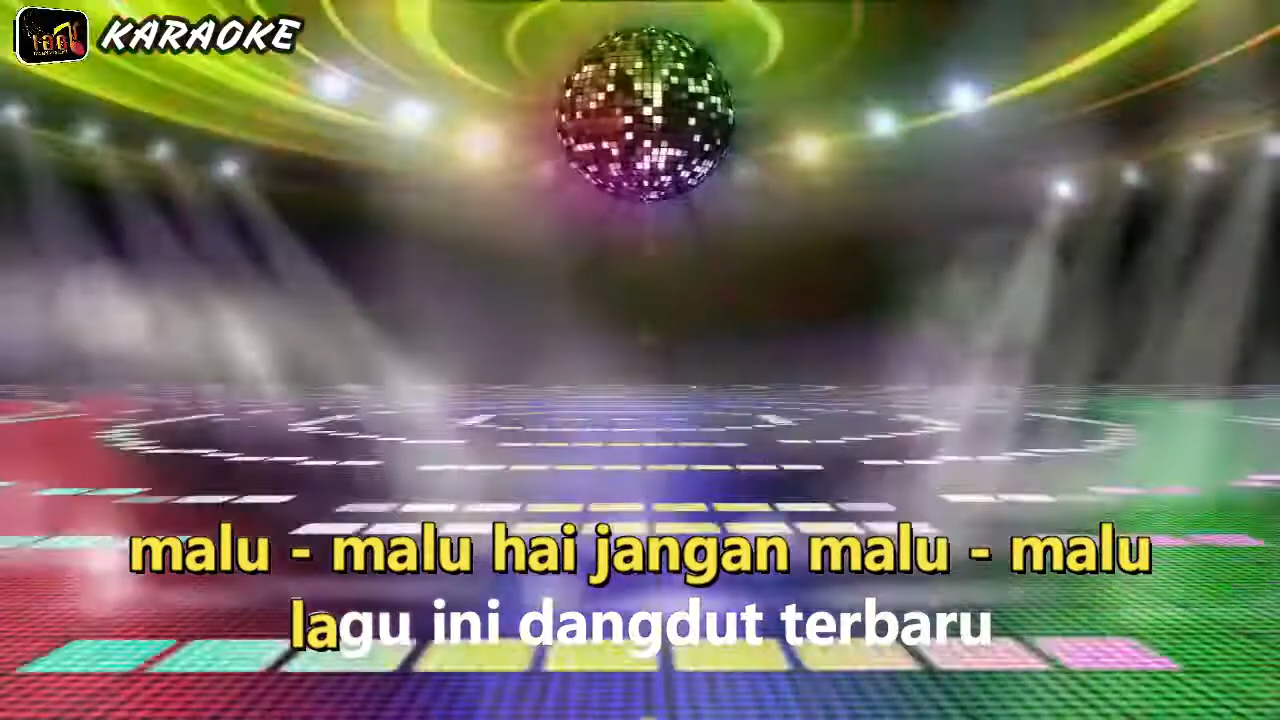 KARAOKE
malu - malu hai jangan malu - malu
lagu ini dangdut terbaru